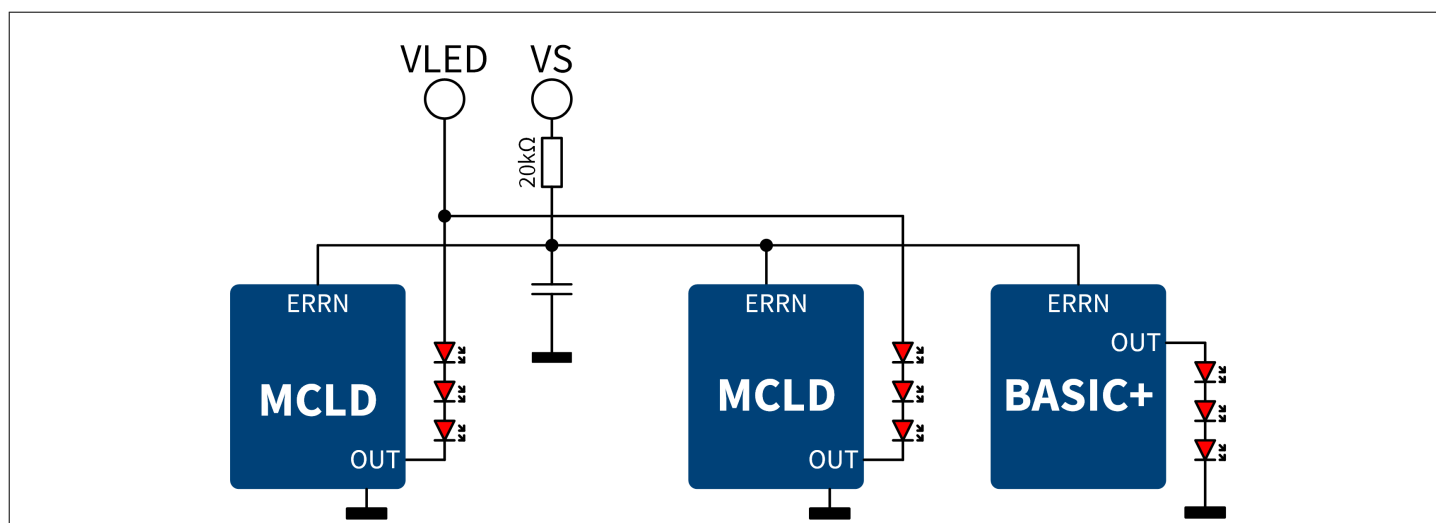 VLED
VS
20kΩ
ERRN
ERRN
ERRN
OUT
MCLD
MCLD
BASIC+
OUT
OUT